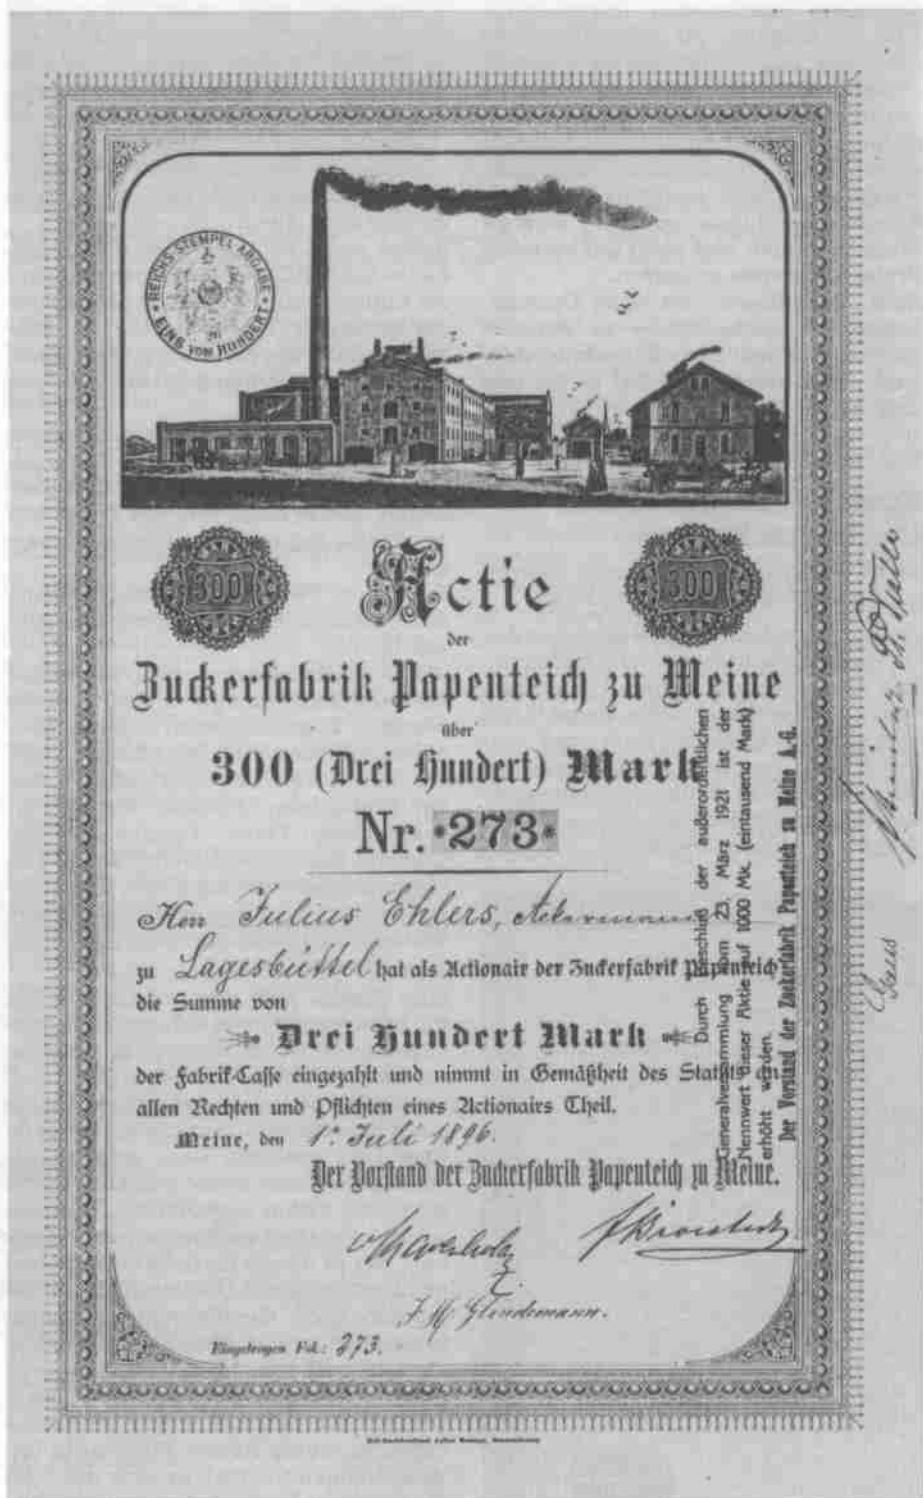 REICHS STEMPEL ABGABE
EINS VOM HUNDERT
300
Actie
300
der
Zuckerfabrik Papenteich zu Meine
über
300 (Drei Hundert) Mark
Nr. *273*
Herr Julius Ehlers, Ackermann
zu Lagesbüttel hat als Actionair der Zuckerfabrik Papenteich
die Summe von
Drei Hundert Mark
der Fabrik-Casse eingezahlt und nimmt in Gemäßheit des Statuts an
allen Rechten und Pflichten eines Actionairs Theil.
Meine, den 1. Juli 1896.
Der Vorstand der Zuckerfabrik Papenteich zu Meine.
Eingetragen Fol.: 273.
Durch Beschluß der außerordentlichen
Generalversammlung vom 23. März 1921 ist der
Nennwert dieser Aktie auf 1000 Mk. (eintausend Mark)
erhöht worden.
Der Vorstand der Zuckerfabrik Papenteich zu Meine A.-G.